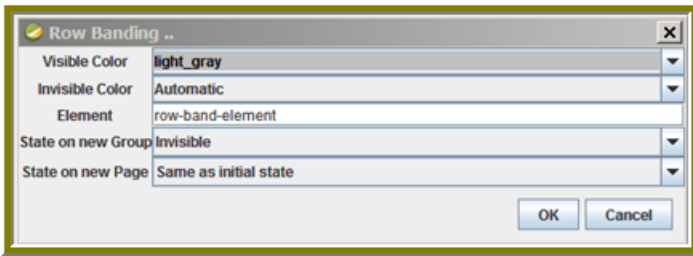 Row Banding ..
Visible Color light_gray
Invisible Color Automatic
Element row-band-element
State on new Group Invisible
State on new Page Same as initial state
OK Cancel